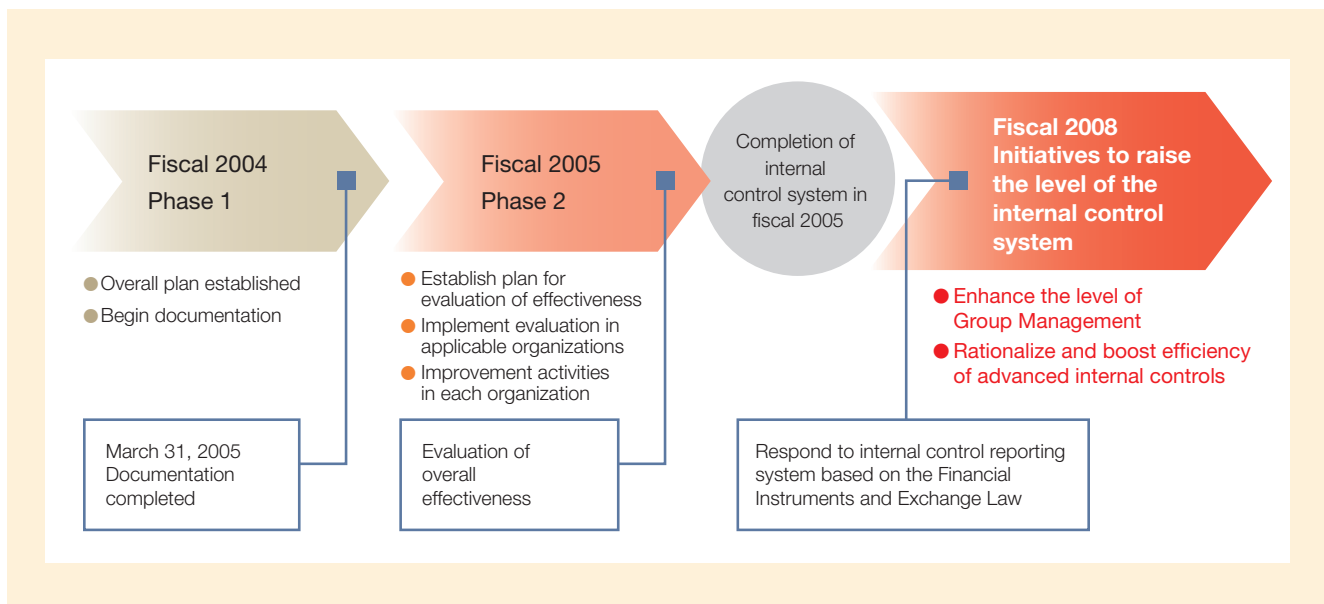 Fiscal 2004
Phase 1
● Overall plan established
● Begin documentation
March 31, 2005
Documentation
completed
Fiscal 2005
Phase 2
● Establish plan for
evaluation of effectiveness
● Implement evaluation in
applicable organizations
● Improvement activities
in each organization
Evaluation of
overall
effectiveness
Completion of
internal
control system in
fiscal 2005
Fiscal 2008
Initiatives to raise
the level of the
internal control
system
● Enhance the level of
Group Management
● Rationalize and boost efficiency
of advanced internal controls
Respond to internal control reporting
system based on the Financial
Instruments and Exchange Law